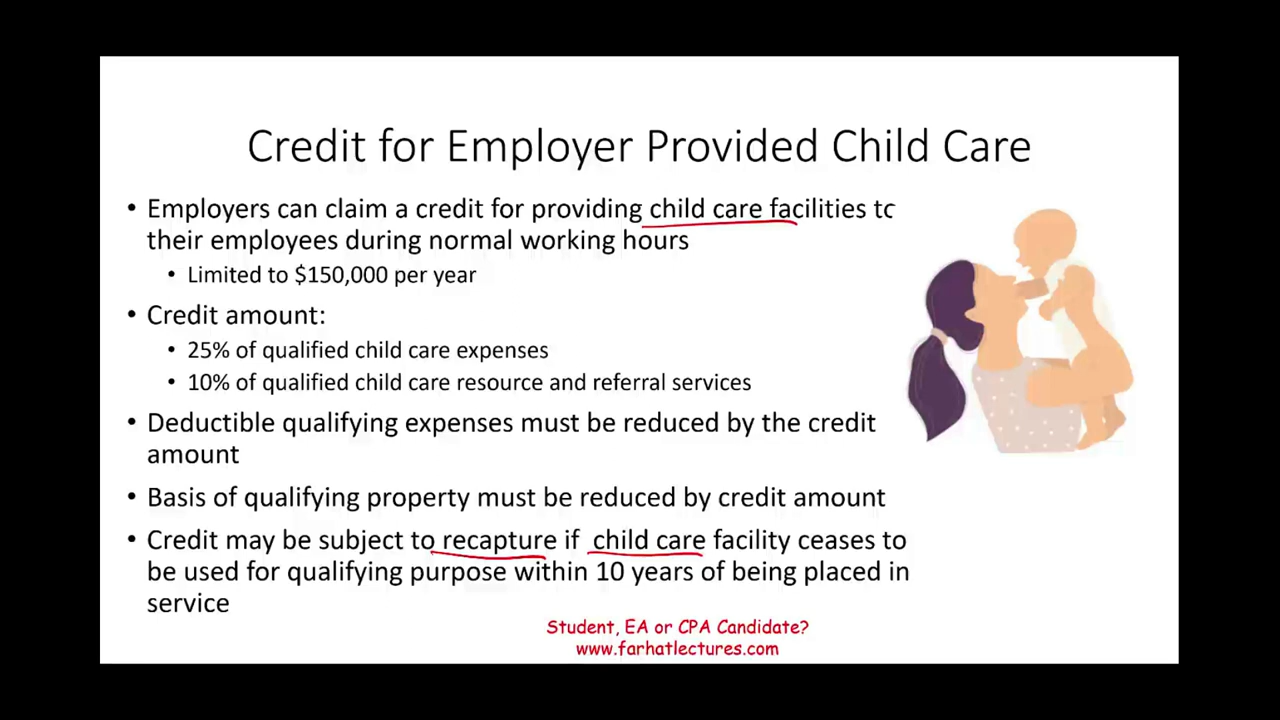 Credit for Employer Provided Child Care
• Employers can claim a credit for providing child care facilities to
their employees during normal working hours
• Limited to $150,000 per year
• Credit amount:
• 25% of qualified child care expenses
• 10% of qualified child care resource and referral services
• Deductible qualifying expenses must be reduced by the credit
amount
• Basis of qualifying property must be reduced by credit amount
• Credit may be subject to recapture if child care facility ceases to
be used for qualifying purpose within 10 years of being placed in
service
Student, EA or CPA Candidate?
www.farhatlectures.com